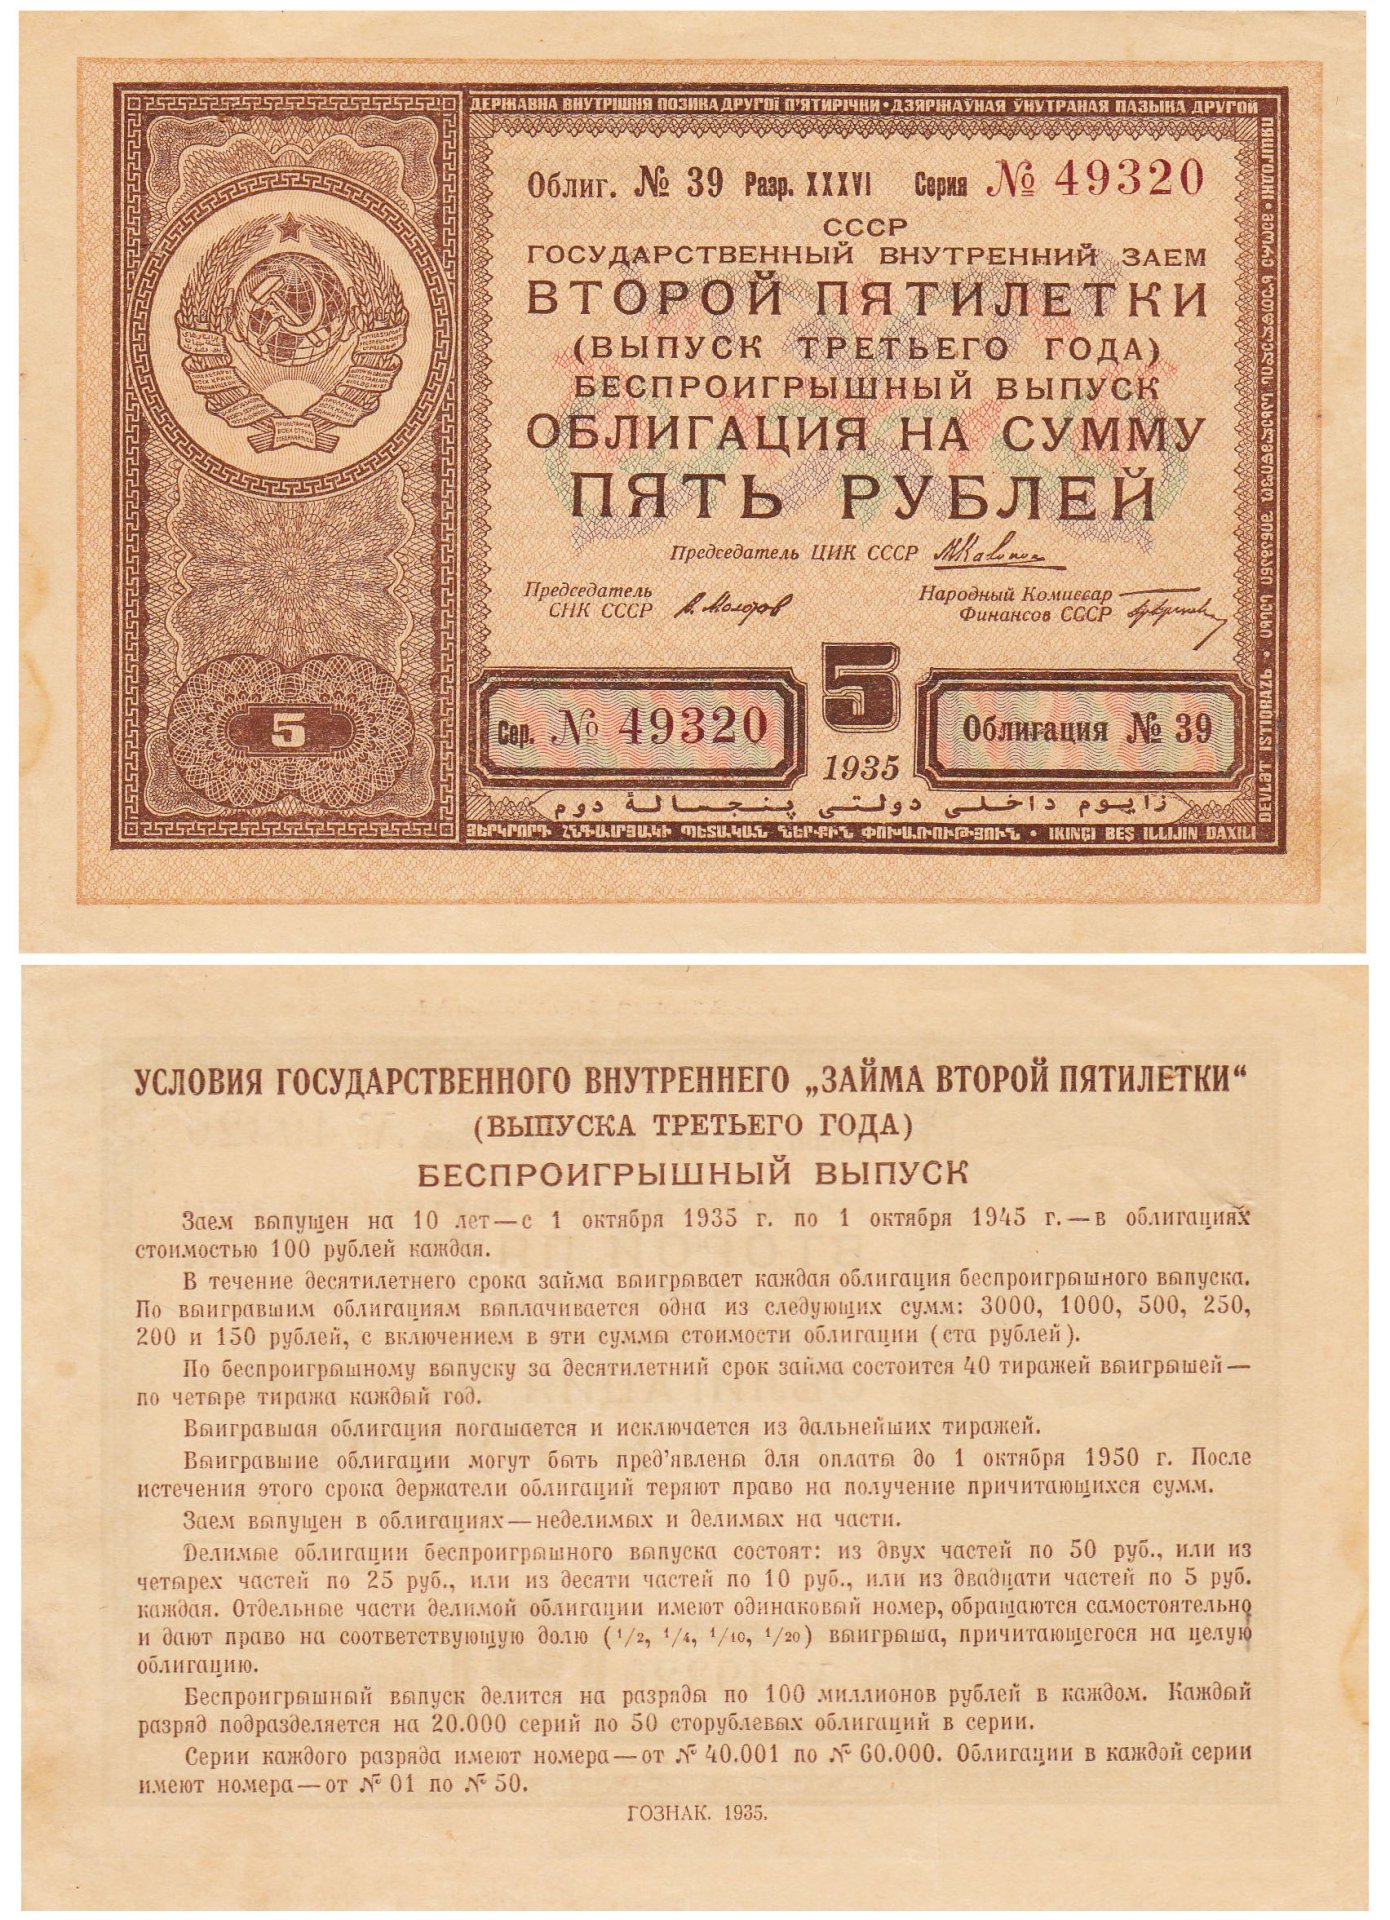 ДЕРЖАВНА ВНУТРІШНЯ ПОЗИКА ДРУГОЇ П'ЯТИРІЧКИ • ДЗЯРЖАЎНАЯ ЎНУТРАНАЯ ПАЗЫКА ДРУГОЙ
Облиг. № 39 Разр. XXXVI Серия № 49320
СССР
ГОСУДАРСТВЕННЫЙ ВНУТРЕННИЙ ЗАЕМ
ВТОРОЙ ПЯТИЛЕТКИ
(ВЫПУСК ТРЕТЬЕГО ГОДА)
БЕСПРОИГРЫШНЫЙ ВЫПУСК
ОБЛИГАЦИЯ НА СУММУ
ПЯТЬ РУБЛЕЙ
Председатель ЦИК СССР
Председатель
СНК СССР В. Молотов
Народный Комиссар
Финансов СССР
5
Сер. № 49320
5
1935
Облигация № 39
زایوم داخلی دولتی پنجسالهٔ دوم
ԵՐԿՐՈՐԴ ՀՆԳԱՄՅԱԿԻ ՊԵՏԱԿԱՆ ՆԵՐՔԻՆ ՓՈԽԱՌՈՒԹՅՈՒՆ • IKINÇI BEŞ ILLIJIN DAXILI
DEVLƏT ISTIQRAZЬ
УСЛОВИЯ ГОСУДАРСТВЕННОГО ВНУТРЕННЕГО „ЗАЙМА ВТОРОЙ ПЯТИЛЕТКИ“
(ВЫПУСКА ТРЕТЬЕГО ГОДА)
БЕСПРОИГРЫШНЫЙ ВЫПУСК
Заем выпущен на 10 лет—с 1 октября 1935 г. по 1 октября 1945 г.—в облигациях
стоимостью 100 рублей каждая.
В течение десятилетнего срока займа выигрывает каждая облигация беспроигрышного выпуска.
По выигравшим облигациям выплачивается одна из следующих сумм: 3000, 1000, 500, 250,
200 и 150 рублей, с включением в эти суммы стоимости облигации (ста рублей).
По беспроигрышному выпуску за десятилетний срок займа состоится 40 тиражей выигрышей—
по четыре тиража каждый год.
Выигравшая облигация погашается и исключается из дальнейших тиражей.
Выигравшие облигации могут быть пред'явлены для оплаты до 1 октября 1950 г. После
истечения этого срока держатели облигаций теряют право на получение причитающихся сумм.
Заем выпущен в облигациях—неделимых и делимых на части.
Делимые облигации беспроигрышного выпуска состоят: из двух частей по 50 руб., или из
четырех частей по 25 руб., или из десяти частей по 10 руб., или из двадцати частей по 5 руб.
каждая. Отдельные части делимой облигации имеют одинаковый номер, обращаются самостоятельно
и дают право на соответствующую долю (1/2, 1/4, 1/10, 1/20) выигрыша, причитающегося на целую
облигацию.
Беспроигрышный выпуск делится на разряды по 100 миллионов рублей в каждом. Каждый
разряд подразделяется на 20.000 серий по 50 сторублевых облигаций в серии.
Серии каждого разряда имеют номера—от № 40.001 по № 60.000. Облигации в каждой серии
имеют номера—от № 01 по № 50.
ГОЗНАК. 1935.